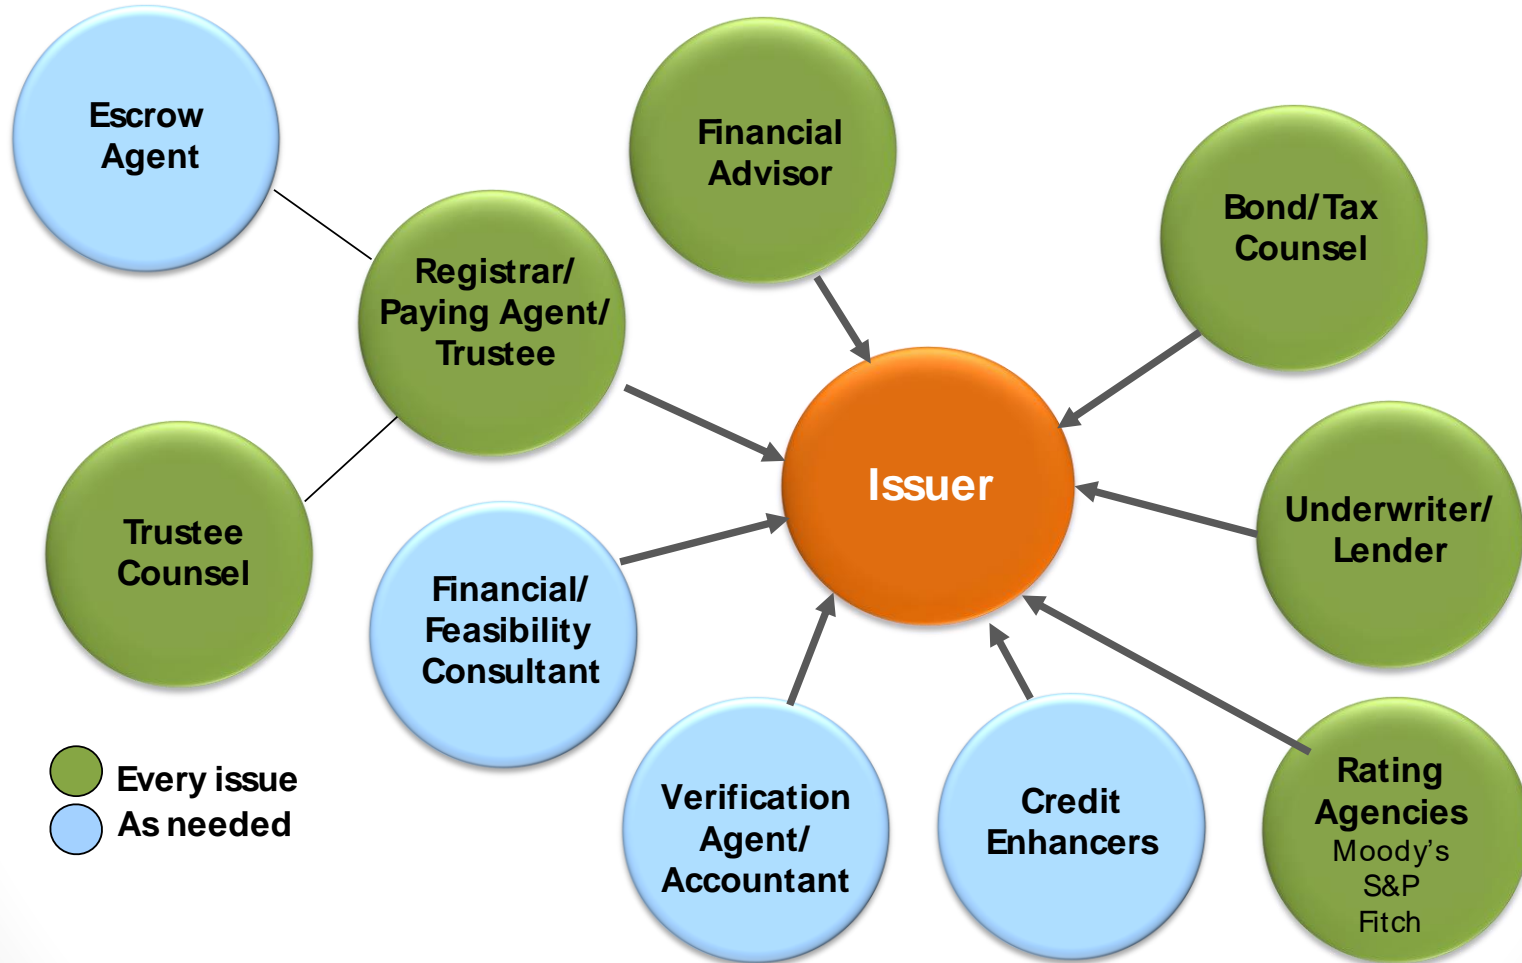 Escrow
Agent
Financial
Advisor
Bond/Tax
Counsel
Registrar/
Paying Agent/
Trustee
Issuer
Underwriter/
Lender
Trustee
Counsel
Financial/
Feasibility
Consultant
Verification
Agent/
Accountant
Credit
Enhancers
Rating
Agencies
Moody's
S&P
Fitch
Every issue
As needed